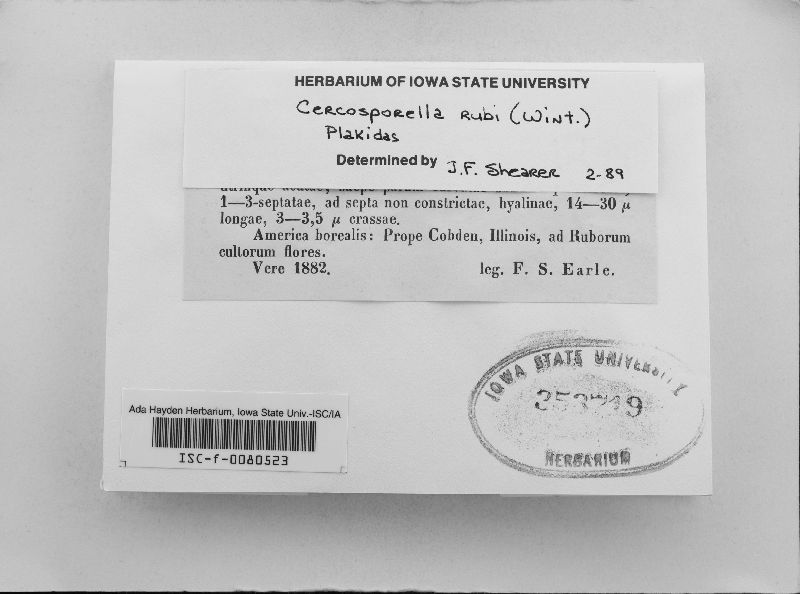 HERBARIUM OF IOWA STATE UNIVERSITY
Cercosporella rubi (Wint.)
Plakidas
Determined by J.F. Shearer 2-89
1—3-septatae, ad septa non constrictae, hyalinae, 14—30 μ
longae, 3—3,5 μ crassae.
America borealis: Prope Cobden, Illinois, ad Ruborum
cultorum flores.
Vere 1882. leg. F. S. Earle.
IOWA STATE UNIVERSITY
HERBARIUM
Ada Hayden Herbarium, Iowa State Univ.-ISC/IA
ISC-f-0080523